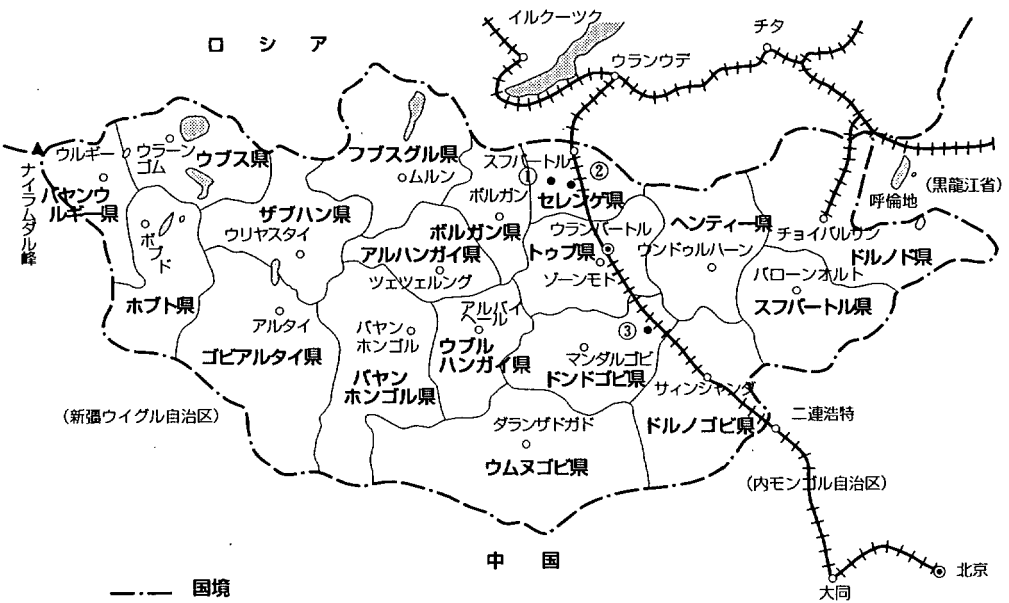 イルクーツク
チタ
ロシア
ウランウデ
ウルギー
ウラーン
ゴム
ウブス県
フブスグル県
ムルン
スフバートル
①
②
セレンゲ県
(黒龍江省)
呼倫地
ナイラムダル峰
バヤンウ
ルギー県
ザブハン県
ボルガン
ボルガン県
ヘンティー県
ホブド
ウリヤスタイ
アルハンガイ県
ウランバートル
トゥブ県
ウンドゥルハーン
チョイバルサン
ドルノド県
ツェツェルング
ゾーンモド
バローンオルト
スフバートル県
ホブト県
アルタイ
ゴビアルタイ県
バヤン
ホンゴル
バヤン
ホンゴル県
アルバイ
ヘール
ウブル
ハンガイ県
③
マンダルゴビ
ドンドゴビ県
サィンシャンダ
(新彊ウイグル自治区)
ダランザドガド
ウムヌゴビ県
ドルノゴビ県
二連浩特
(内モンゴル自治区)
中国
北京
大同
国境